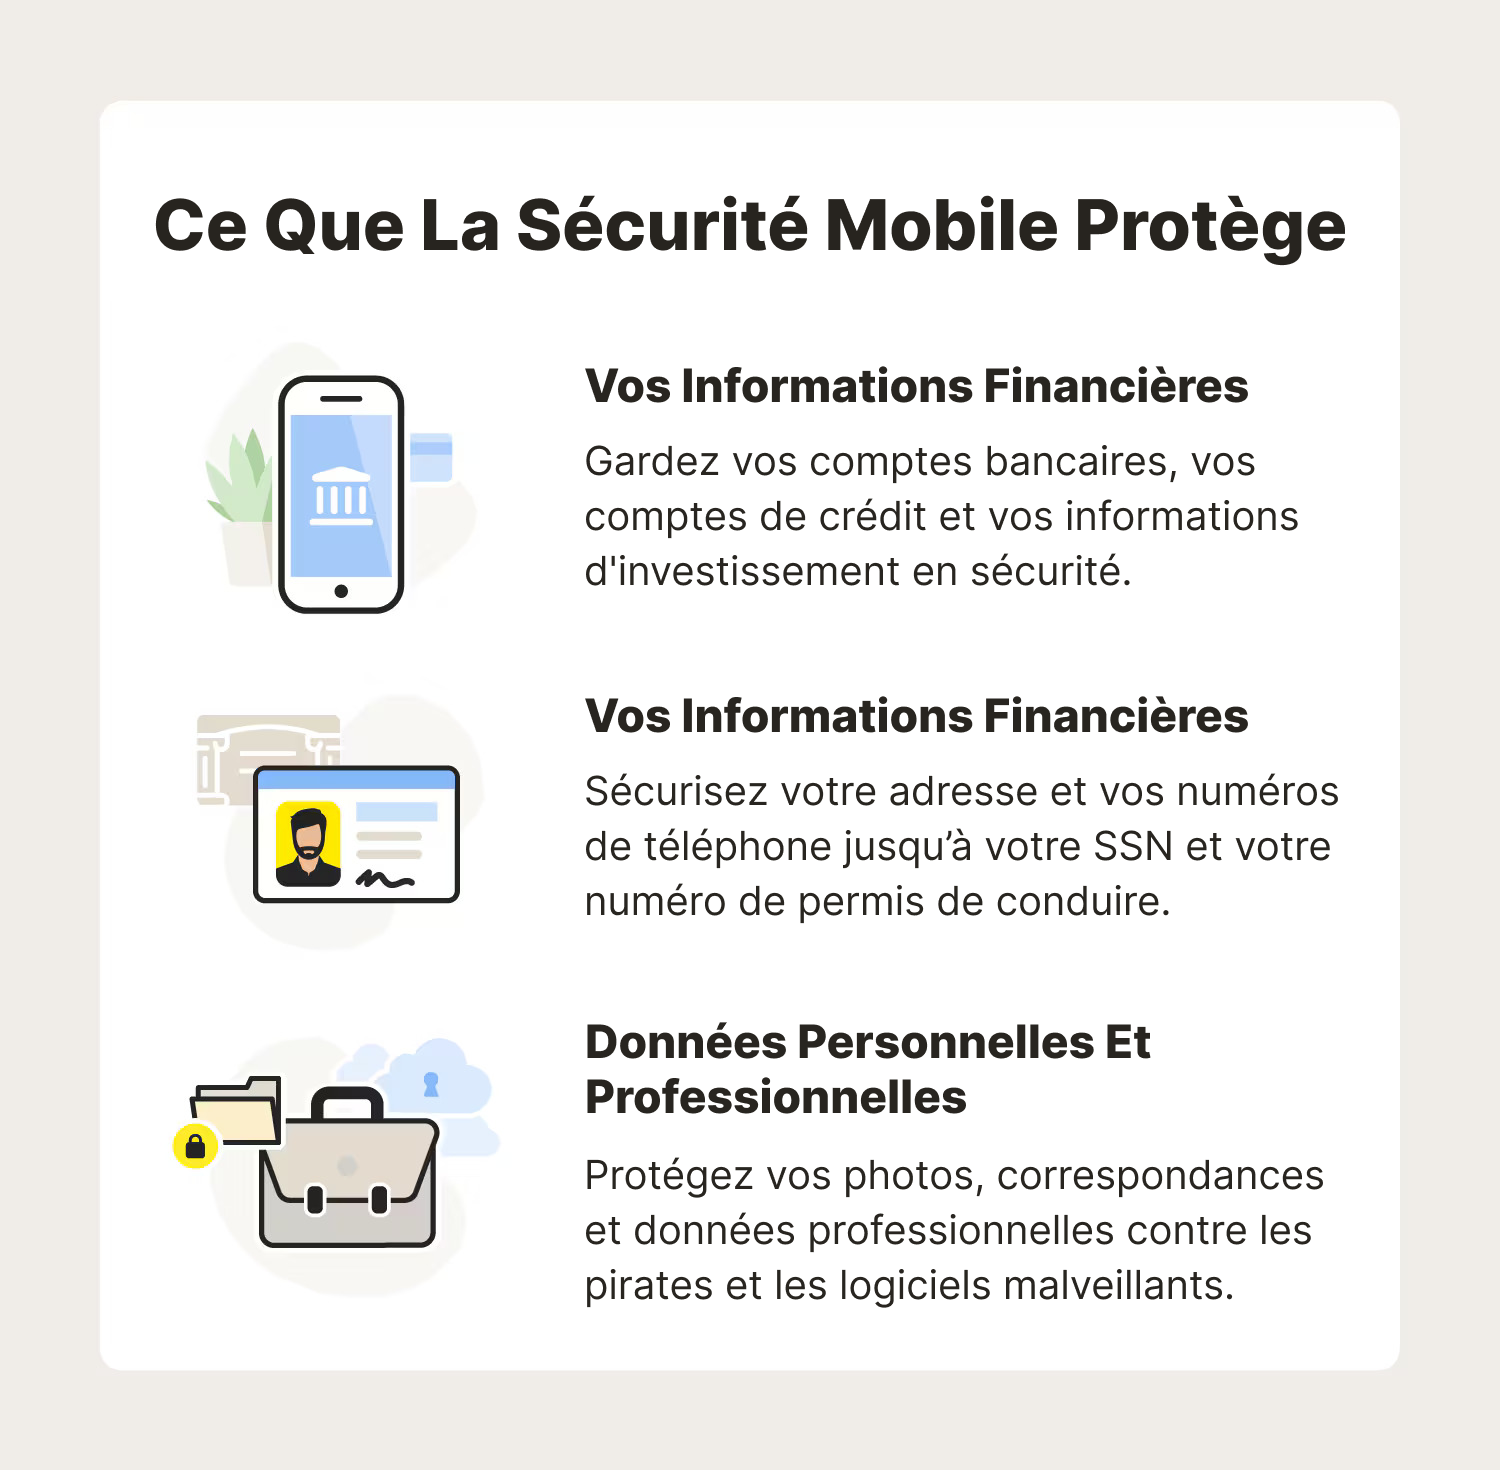 Ce Que La Sécurité Mobile Protège
Vos Informations Financières
Gardez vos comptes bancaires, vos
comptes de crédit et vos informations
d'investissement en sécurité.
Vos Informations Financières
Sécurisez votre adresse et vos numéros
de téléphone jusqu’à votre SSN et votre
numéro de permis de conduire.
Données Personnelles Et
Professionnelles
Protégez vos photos, correspondances
et données professionnelles contre les
pirates et les logiciels malveillants.